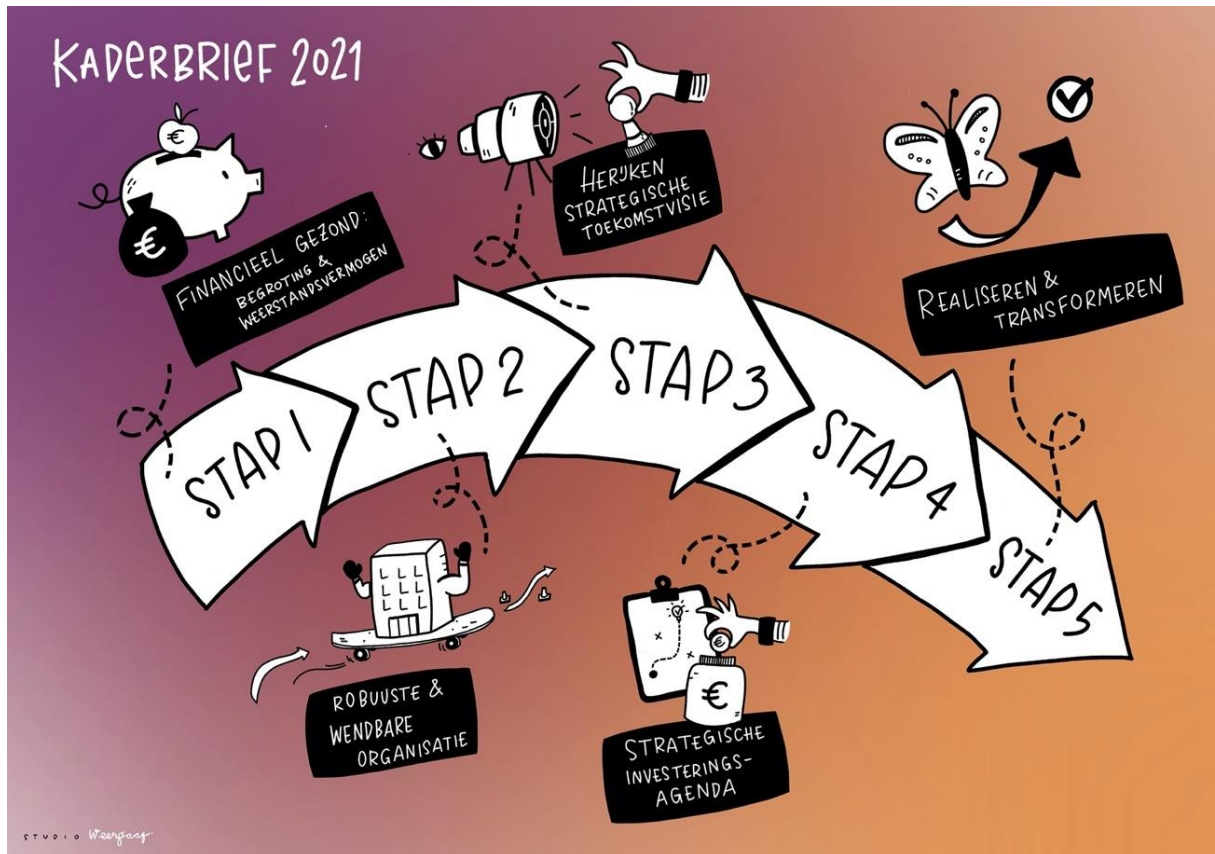 KADERBRIEF 2021
€
€
FINANCIEEL GEZOND:
BEGROTING &
WEERSTANDSVERMOGEN
HERIJKEN
STRATEGISCHE
TOEKOMSTVISIE
REALISEREN &
TRANSFORMEREN
STAP 1
STAP 2
STAP 3
STAP 4
STAP 5
ROBUUSTE &
WENDBARE
ORGANISATIE
€
€
STRATEGISCHE
INVESTERINGS-
AGENDA
STUDIO Weergaaf